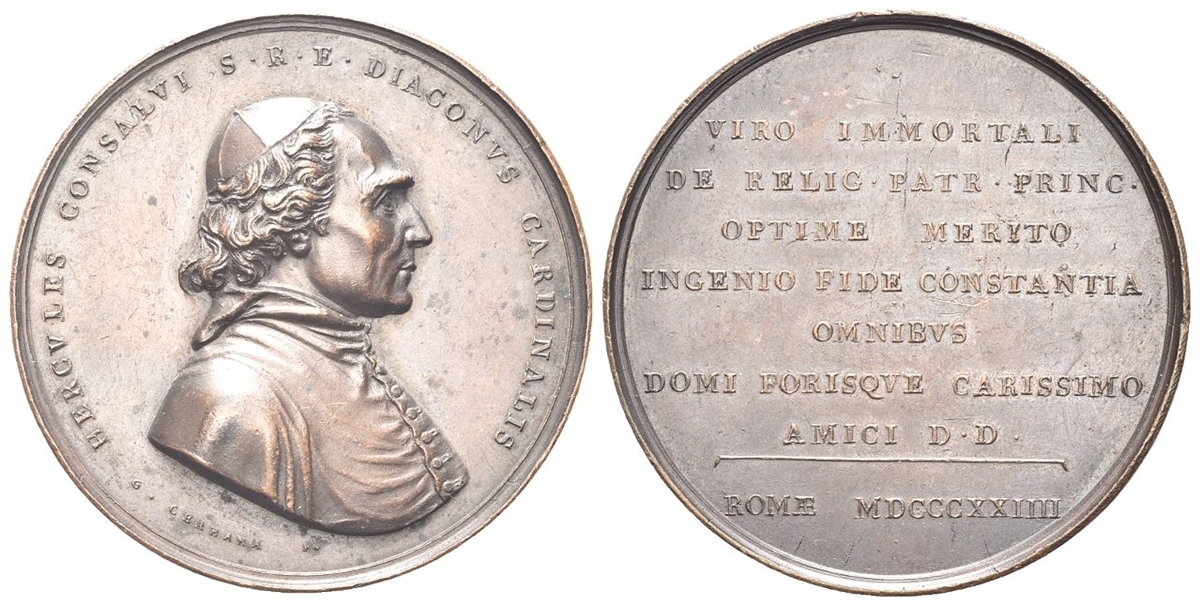 HERCVLES CONSALVI S · R · E · DIACONVS CARDINALIS
G. CERBARA F.
VIRO IMMORTALI
DE RELIG · PATR · PRINC ·
OPTIME MERITO
INGENIO FIDE CONSTANTIA
OMNIBVS
DOMI FORISQVE CARISSIMO
AMICI D · D ·
ROMÆ MDCCCXXIIII